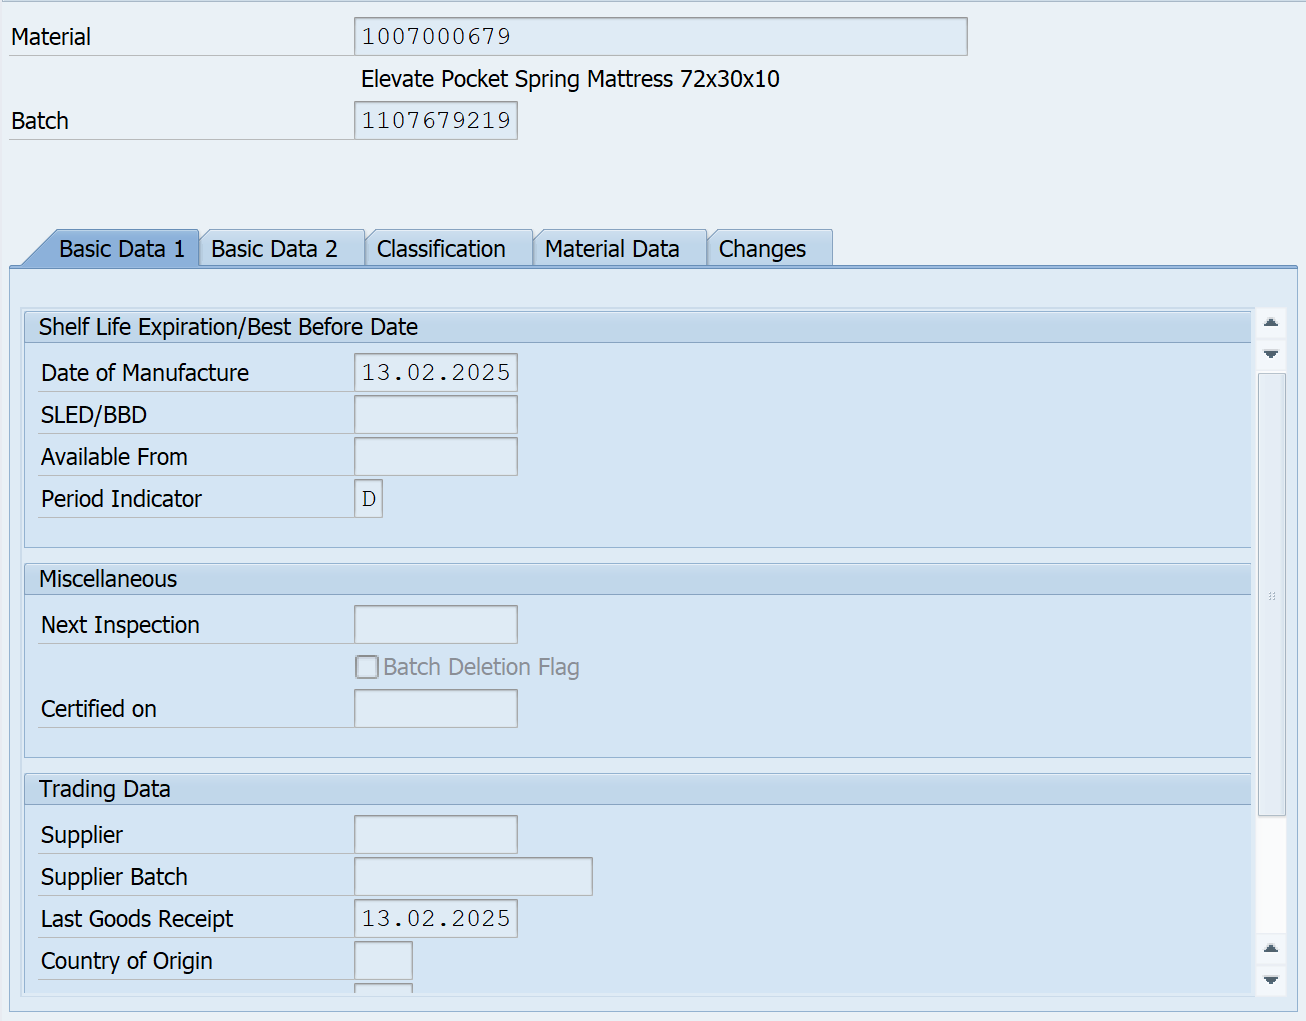 Material 1007000679
Elevate Pocket Spring Mattress 72x30x10
Batch 1107679219
Basic Data 1 Basic Data 2 Classification Material Data Changes
Shelf Life Expiration/Best Before Date
Date of Manufacture 13.02.2025
SLED/BBD
Available From
Period Indicator D
Miscellaneous
Next Inspection
Batch Deletion Flag
Certified on
Trading Data
Supplier
Supplier Batch
Last Goods Receipt 13.02.2025
Country of Origin